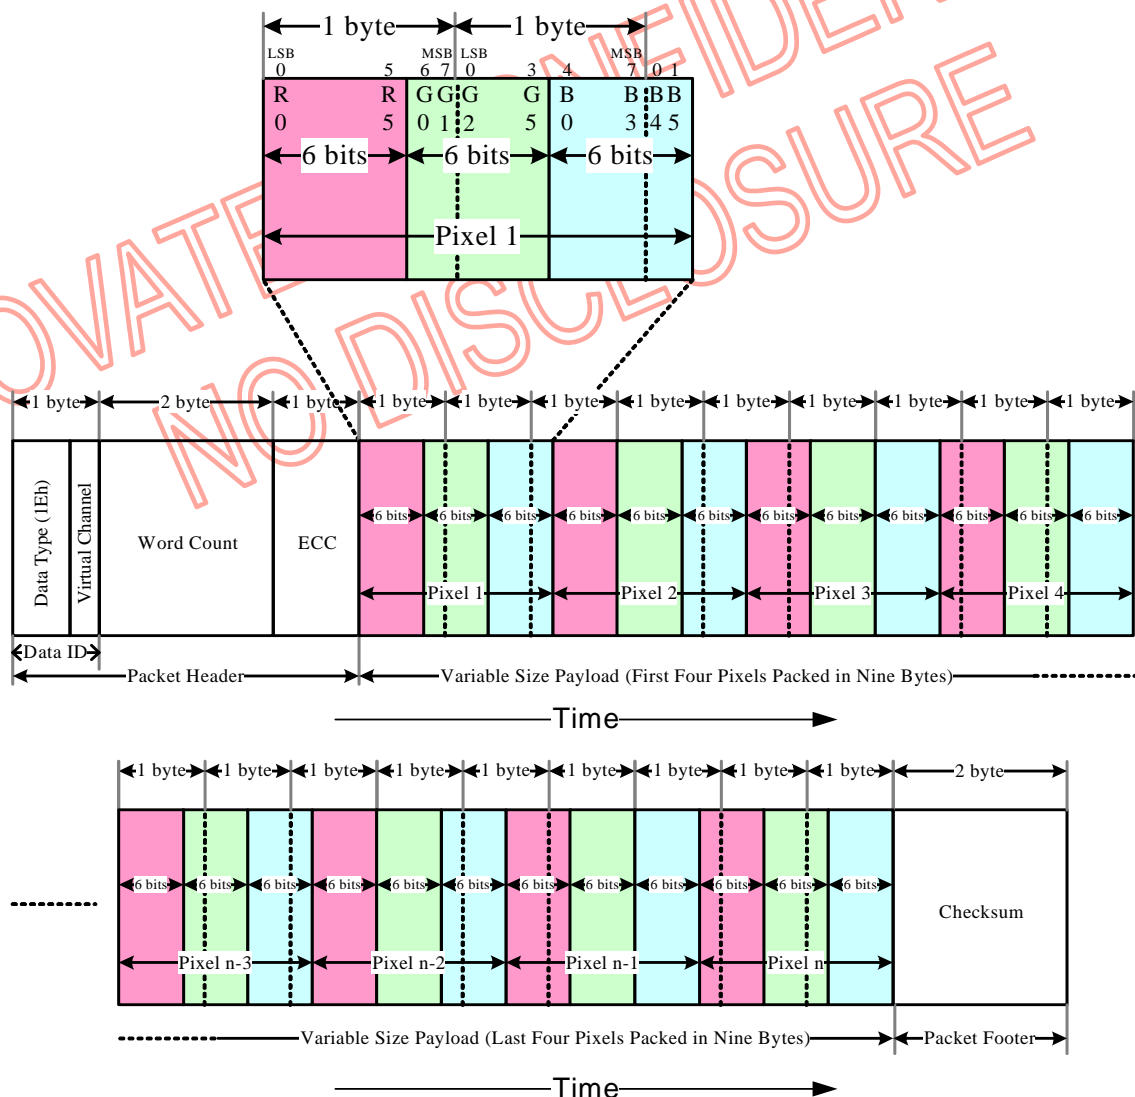 1 byte 1 byte
LSB MSB LSB MSB
0 5 6 7 0 3 4 7 0 1
R R G G G G B B B B
0 5 0 1 2 5 0 3 4 5
6 bits 6 bits 6 bits
Pixel 1
NO DISCLOSURE
1 byte 2 byte 1 byte 1 byte 1 byte 1 byte 1 byte 1 byte 1 byte 1 byte 1 byte 1 byte
Data Type (1Eh)
Virtual Channel
Word Count
ECC
6 bits 6 bits 6 bits 6 bits 6 bits 6 bits 6 bits 6 bits 6 bits 6 bits 6 bits 6 bits
Pixel 1 Pixel 2 Pixel 3 Pixel 4
Data ID
Packet Header Variable Size Payload (First Four Pixels Packed in Nine Bytes)
Time
1 byte 1 byte 1 byte 1 byte 1 byte 1 byte 1 byte 1 byte 1 byte 2 byte
6 bits 6 bits 6 bits 6 bits 6 bits 6 bits 6 bits 6 bits 6 bits 6 bits 6 bits 6 bits
Checksum
Pixel n-3 Pixel n-2 Pixel n-1 Pixel n
Variable Size Payload (Last Four Pixels Packed in Nine Bytes) Packet Footer
Time